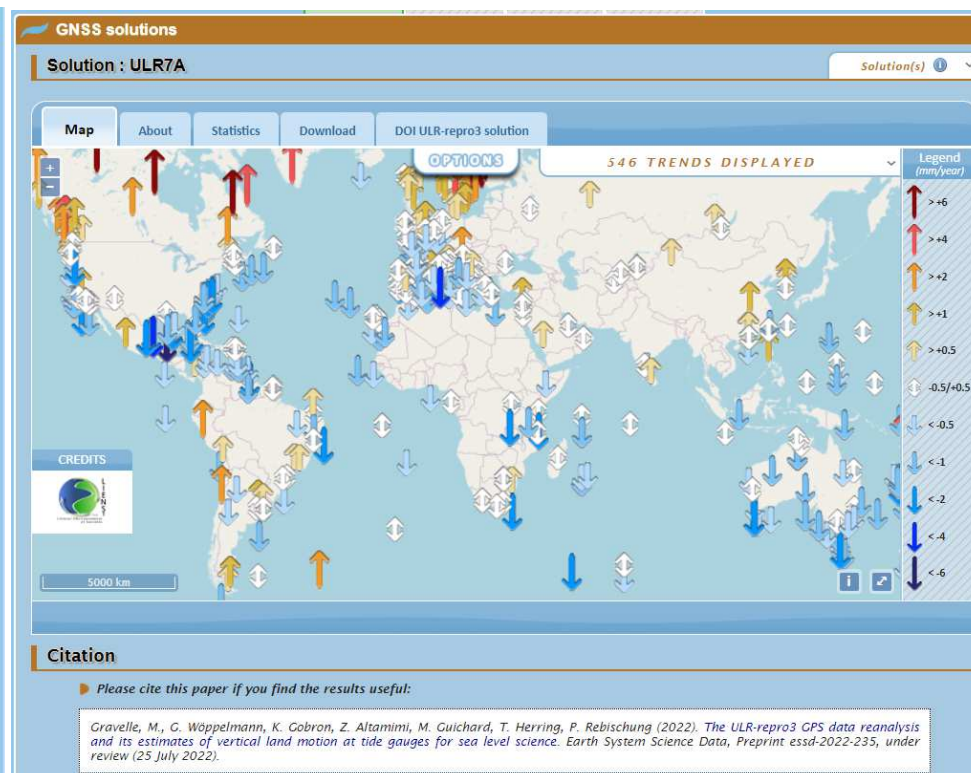 GNSS solutions
Solution : ULR7A
Solution(s) i
Map About Statistics Download DOI ULR-repro3 solution
+
−
OPTIONS
546 TRENDS DISPLAYED
Legend
(mm/year)
> +6
> +4
> +2
> +1
> +0.5
-0.5/+0.5
< -0.5
< -1
< -2
< -4
< -6
CREDITS
LIENSs
5000 km
i
Citation
Please cite this paper if you find the results useful:
Gravelle, M., G. Wöppelmann, K. Gobron, Z. Altamimi, M. Guichard, T. Herring, P. Rebischung (2022). The ULR-repro3 GPS data reanalysis
and its estimates of vertical land motion at tide gauges for sea level science. Earth System Science Data, Preprint essd-2022-235, under
review (25 July 2022).